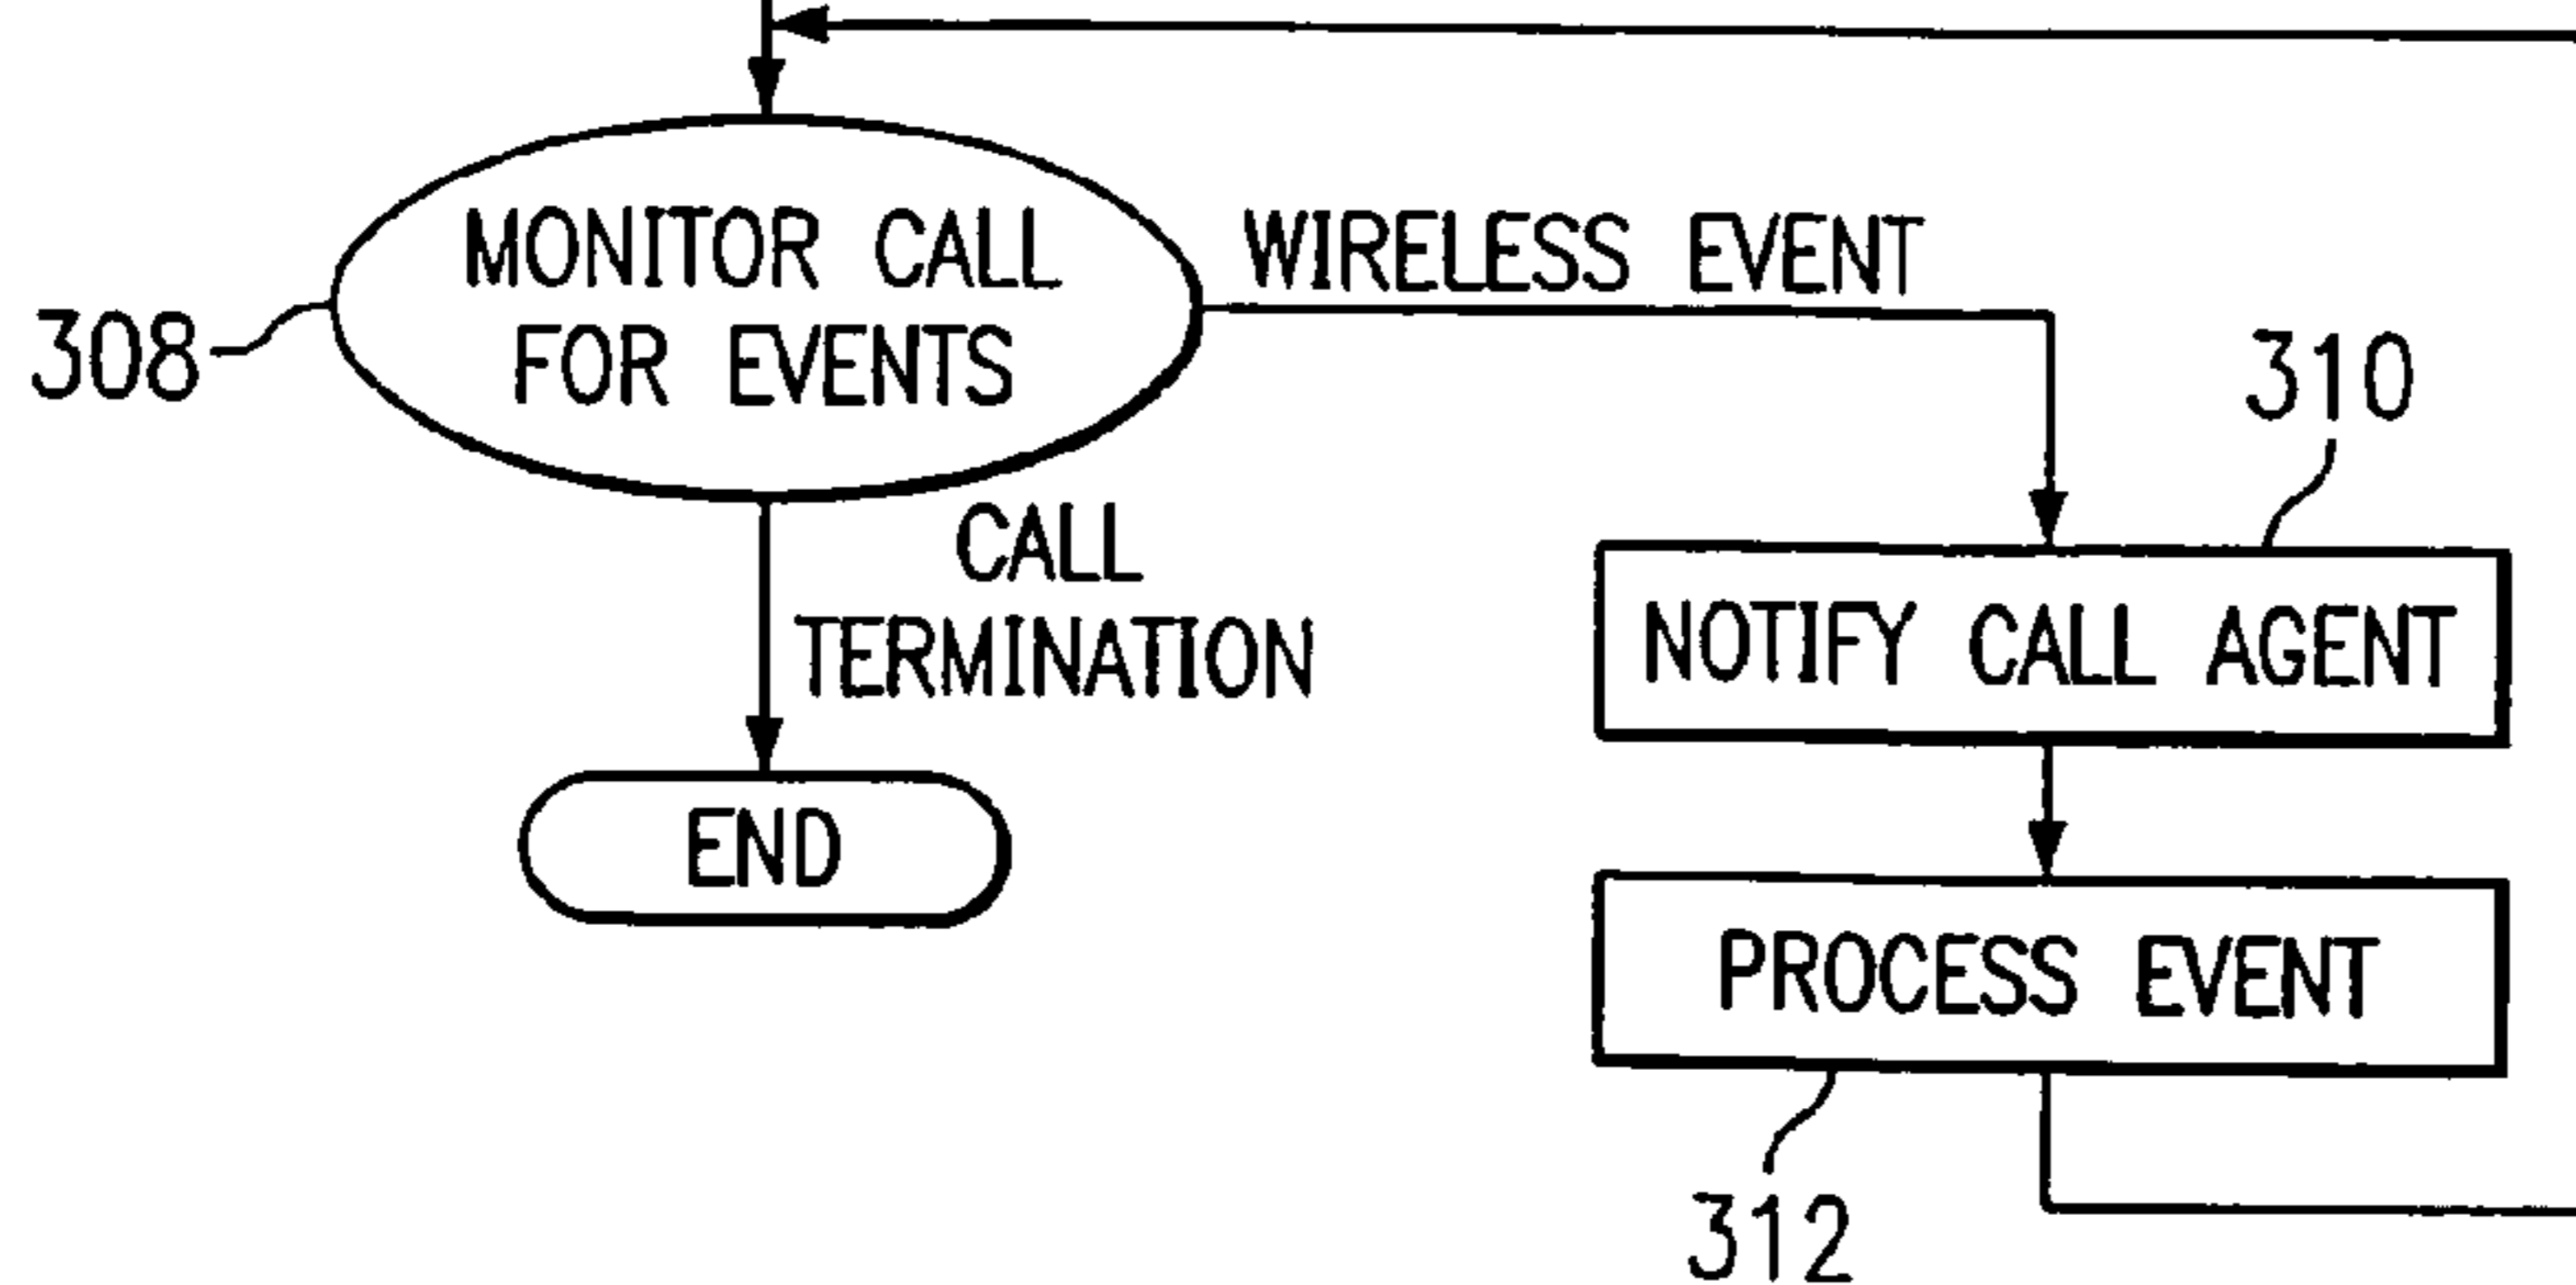 MONITOR CALL
FOR EVENTS
308
WIRELESS EVENT
310
CALL
TERMINATION
NOTIFY CALL AGENT
END
PROCESS EVENT
312